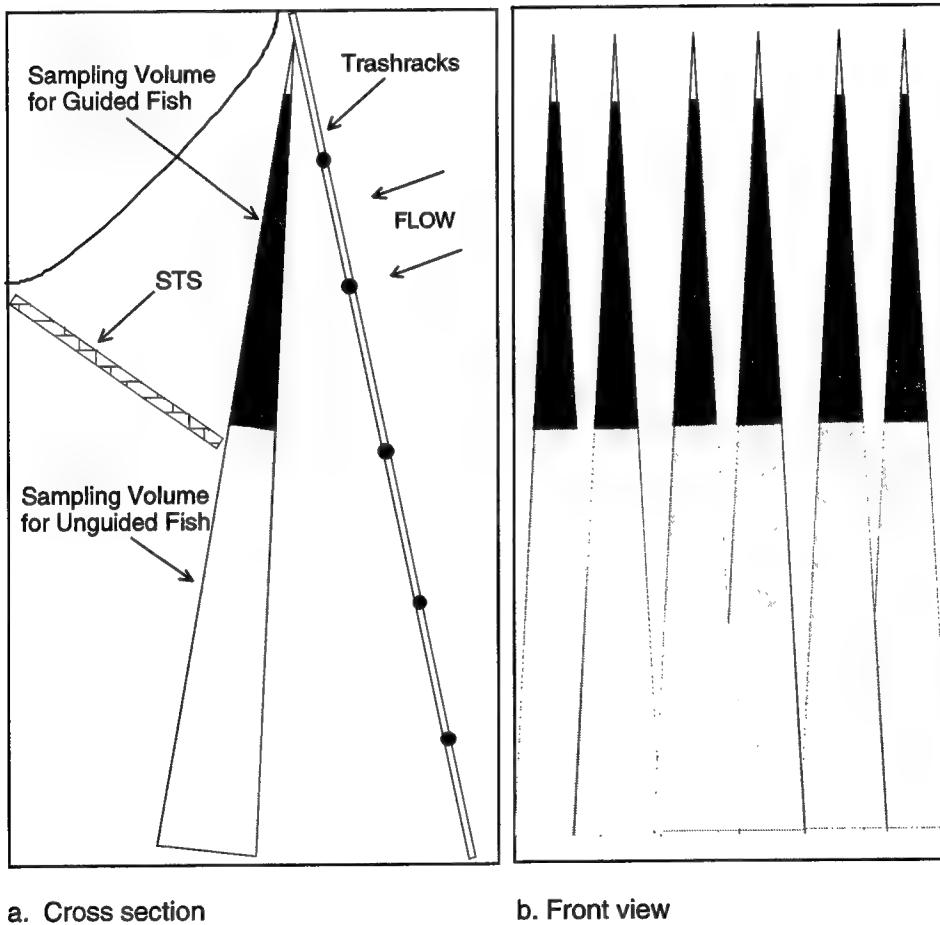 Sampling Volume
for Guided Fish
Trashracks
FLOW
STS
Sampling Volume
for Unguided Fish
a. Cross section
b. Front view